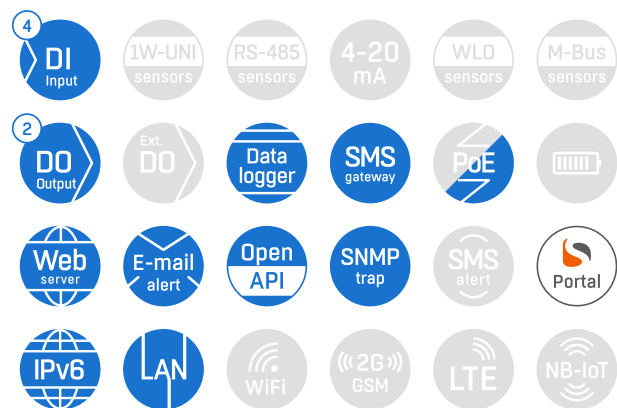 4
DI
Input
1W-UNI
sensors
RS-485
sensors
4-20
mA
WLD
sensors
M-Bus
sensors
2
DO
Output
Ext.
DO
Data
logger
SMS
gateway
PoE
Web
server
E-mail
alert
Open
API
SNMP
trap
SMS
alert
Portal
IPv6
LAN
WiFi
2G
GSM
LTE
NB-IoT